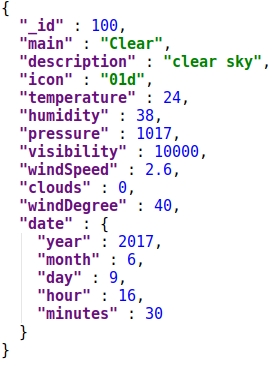 {
"_id" : 100,
"main" : "Clear",
"description" : "clear sky",
"icon" : "01d",
"temperature" : 24,
"humidity" : 38,
"pressure" : 1017,
"visibility" : 10000,
"windSpeed" : 2.6,
"clouds" : 0,
"windDegree" : 40,
"date" : {
"year" : 2017,
"month" : 6,
"day" : 9,
"hour" : 16,
"minutes" : 30
}
}